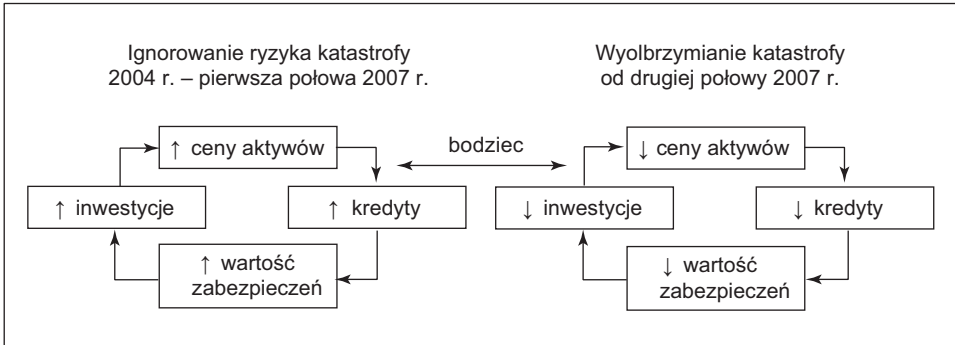 Ignorowanie ryzyka katastrofy
2004 r. – pierwsza połowa 2007 r.
Wyolbrzymianie katastrofy
od drugiej połowy 2007 r.
↑ ceny aktywów
bodziec
↓ ceny aktywów
↑ inwestycje
↑ kredyty
↓ inwestycje
↓ kredyty
↑ wartość
zabezpieczeń
↓ wartość
zabezpieczeń